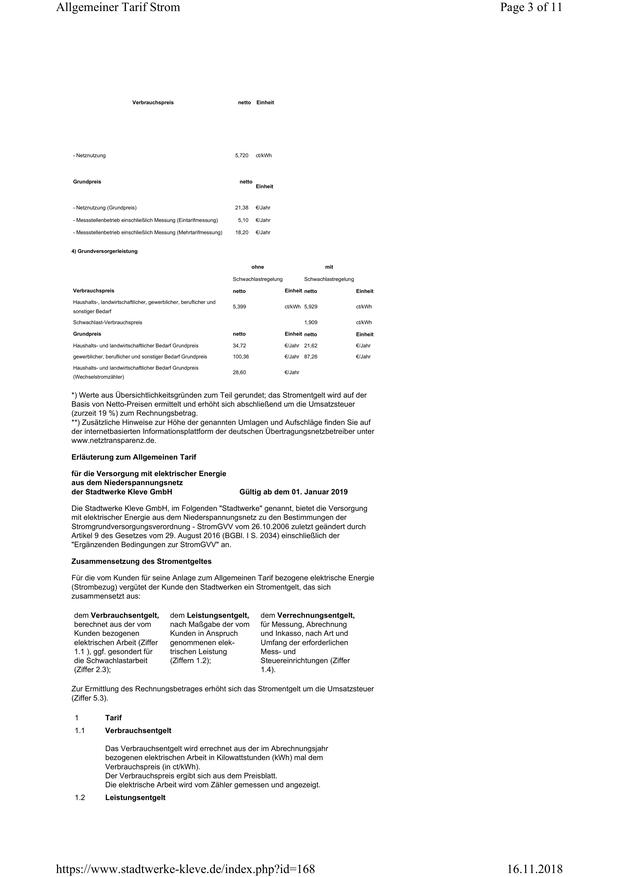 Allgemeiner Tarif Strom Page 3 of 11
Verbrauchspreis netto Einheit
- Netznutzung 5,720 ct/kWh
Grundpreis netto Einheit
- Netznutzung (Grundpreis) 21,38 €/Jahr
- Messstellenbetrieb einschließlich Messung (Eintarifmessung) 5,10 €/Jahr
- Messstellenbetrieb einschließlich Messung (Mehrtarifmessung) 18,20 €/Jahr
4) Grundversorgerleistung
ohne mit
Schwachlastregelung Schwachlastregelung
Verbrauchspreis netto Einheit netto Einheit
Haushalts-, landwirtschaftlicher, gewerblicher, beruflicher und
sonstiger Bedarf 5,399 ct/kWh 5,929 ct/kWh
Schwachlast-Verbrauchspreis 1,909 ct/kWh
Grundpreis netto Einheit netto Einheit
Haushalts- und landwirtschaftlicher Bedarf Grundpreis 34,72 €/Jahr 21,62 €/Jahr
gewerblicher, beruflicher und sonstiger Bedarf Grundpreis 100,36 €/Jahr 87,26 €/Jahr
Haushalts- und landwirtschaftlicher Bedarf Grundpreis
(Wechselstromzähler) 28,60 €/Jahr
*) Werte aus Übersichtlichkeitsgründen zum Teil gerundet; das Stromentgelt wird auf der
Basis von Netto-Preisen ermittelt und erhöht sich abschließend um die Umsatzsteuer
(zurzeit 19 %) zum Rechnungsbetrag.
**) Zusätzliche Hinweise zur Höhe der genannten Umlagen und Aufschläge finden Sie auf
der internetbasierten Informationsplattform der deutschen Übertragungsnetzbetreiber unter
www.netztransparenz.de.
Erläuterung zum Allgemeinen Tarif
für die Versorgung mit elektrischer Energie
aus dem Niederspannungsnetz
der Stadtwerke Kleve GmbH Gültig ab dem 01. Januar 2019
Die Stadtwerke Kleve GmbH, im Folgenden "Stadtwerke" genannt, bietet die Versorgung
mit elektrischer Energie aus dem Niederspannungsnetz zu den Bestimmungen der
Stromgrundversorgungsverordnung - StromGVV vom 26.10.2006 zuletzt geändert durch
Artikel 9 des Gesetzes vom 29. August 2016 (BGBl. I S. 2034) einschließlich der
"Ergänzenden Bedingungen zur StromGVV" an.
Zusammensetzung des Stromentgeltes
Für die vom Kunden für seine Anlage zum Allgemeinen Tarif bezogene elektrische Energie
(Strombezug) vergütet der Kunde den Stadtwerken ein Stromentgelt, das sich
zusammensetzt aus:
dem Verbrauchsentgelt,
berechnet aus der vom
Kunden bezogenen
elektrischen Arbeit (Ziffer
1.1 ), ggf. gesondert für
die Schwachlastarbeit
(Ziffer 2.3);
dem Leistungsentgelt,
nach Maßgabe der vom
Kunden in Anspruch
genommenen elek-
trischen Leistung
(Ziffern 1.2);
dem Verrechnungsentgelt,
für Messung, Abrechnung
und Inkasso, nach Art und
Umfang der erforderlichen
Mess- und
Steuereinrichtungen (Ziffer
1.4).
Zur Ermittlung des Rechnungsbetrages erhöht sich das Stromentgelt um die Umsatzsteuer
(Ziffer 5.3).
1 Tarif
1.1 Verbrauchsentgelt
Das Verbrauchsentgelt wird errechnet aus der im Abrechnungsjahr
bezogenen elektrischen Arbeit in Kilowattstunden (kWh) mal dem
Verbrauchspreis (in ct/kWh).
Der Verbrauchspreis ergibt sich aus dem Preisblatt.
Die elektrische Arbeit wird vom Zähler gemessen und angezeigt.
1.2 Leistungsentgelt
https://www.stadtwerke-kleve.de/index.php?id=168 16.11.2018